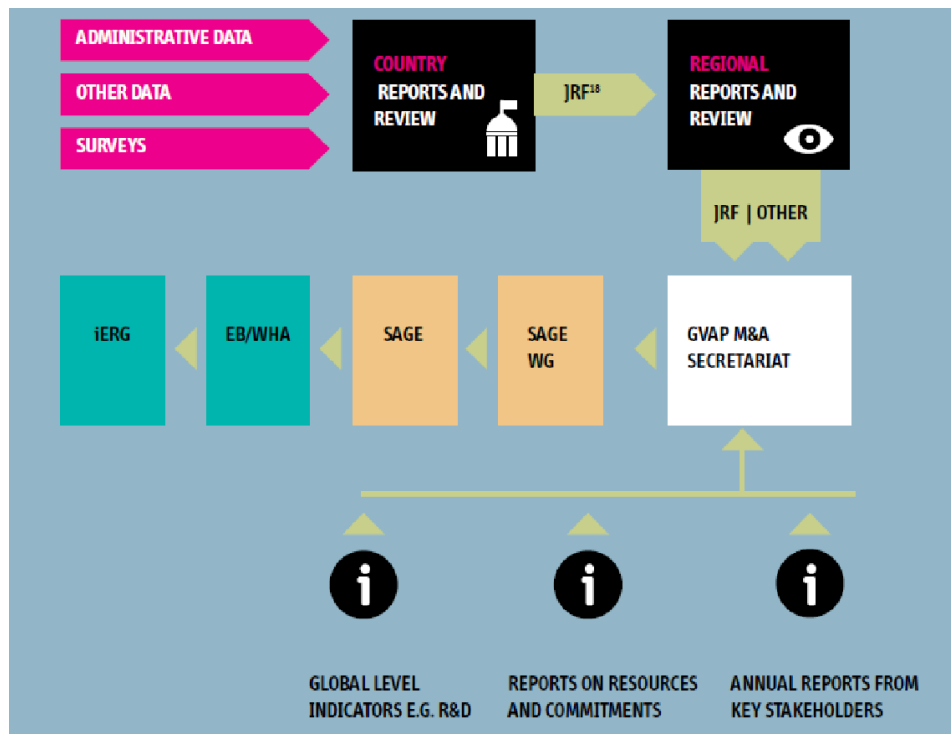 ADMINISTRATIVE DATA
OTHER DATA
SURVEYS
COUNTRY
REPORTS AND
REVIEW
JRF¹⁸
REGIONAL
REPORTS AND
REVIEW
JRF | OTHER
iERG
EB/WHA
SAGE
SAGE
WG
GVAP M&A
SECRETARIAT
GLOBAL LEVEL
INDICATORS E.G. R&D
REPORTS ON RESOURCES
AND COMMITMENTS
ANNUAL REPORTS FROM
KEY STAKEHOLDERS